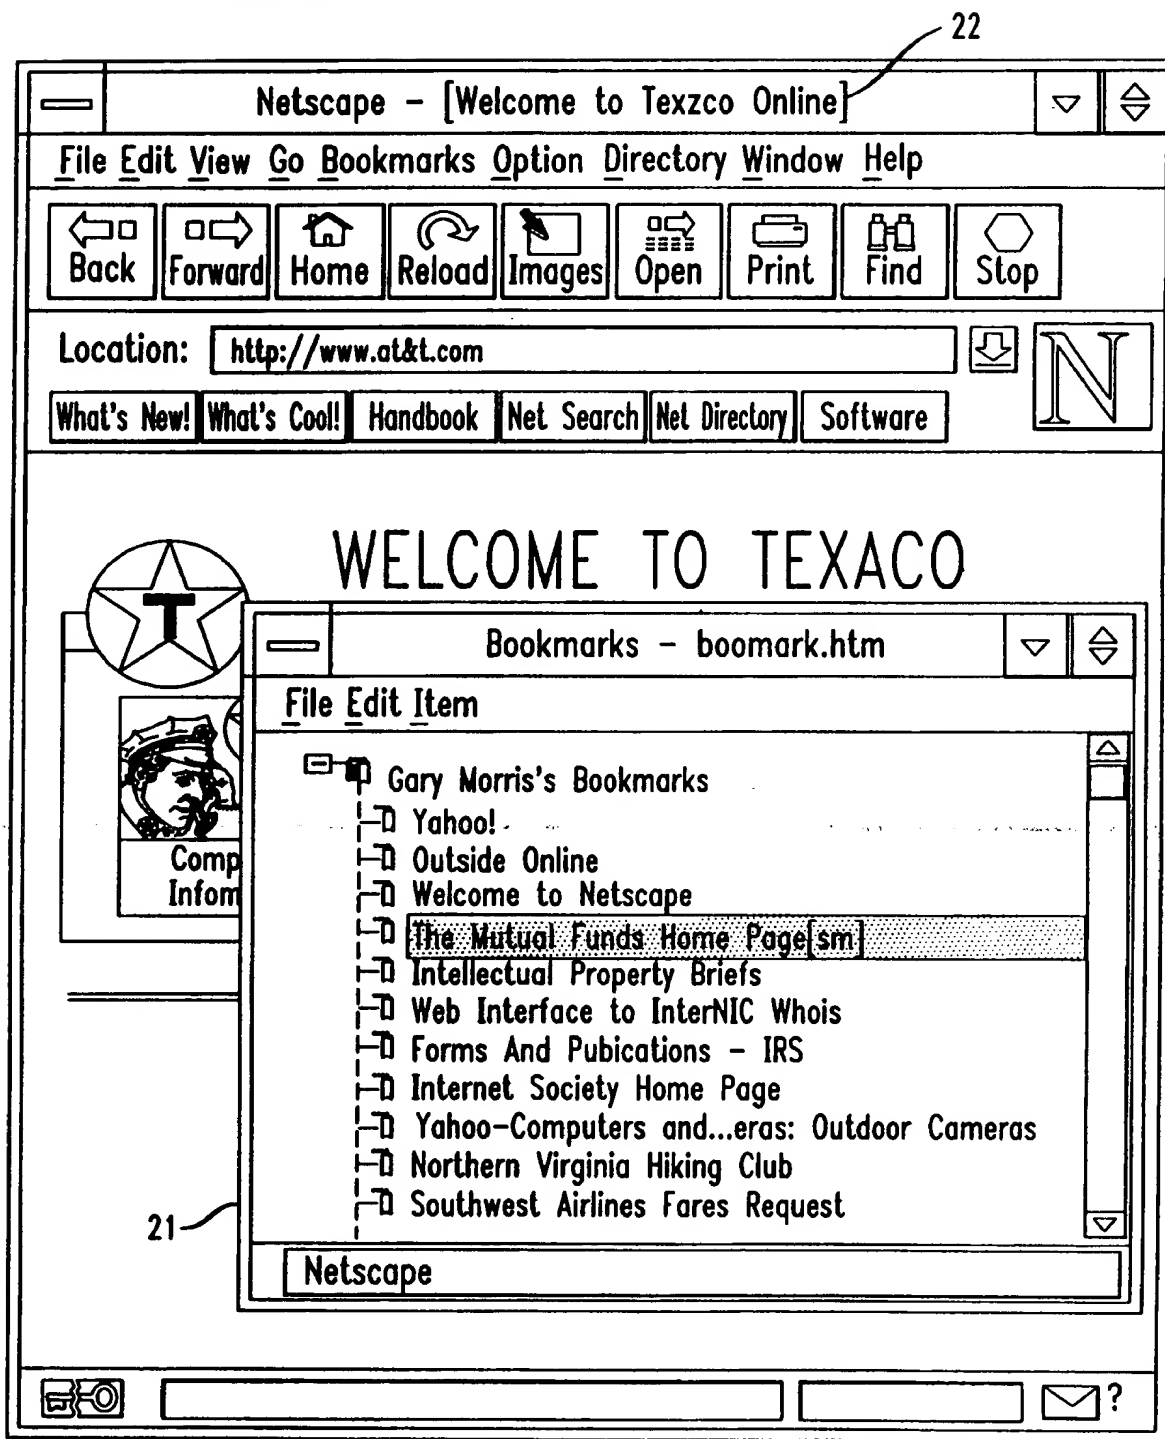 22
Netscape - [Welcome to Texzco Online]
File Edit View Go Bookmarks Option Directory Window Help
Back Forward Home Reload Images Open Print Find Stop
Location: http://www.at&t.com
N
What's New! What's Cool! Handbook Net Search Net Directory Software
WELCOME TO TEXACO
T
Bookmarks - boomark.htm
File Edit Item
Gary Morris's Bookmarks
Yahoo!
Outside Online
Comp
Welcome to Netscape
Infom
The Mutual Funds Home Page[sm]
Intellectual Property Briefs
Web Interface to InterNIC Whois
Forms And Pubications - IRS
Internet Society Home Page
Yahoo-Computers and...eras: Outdoor Cameras
Northern Virginia Hiking Club
Southwest Airlines Fares Request
21
Netscape
?